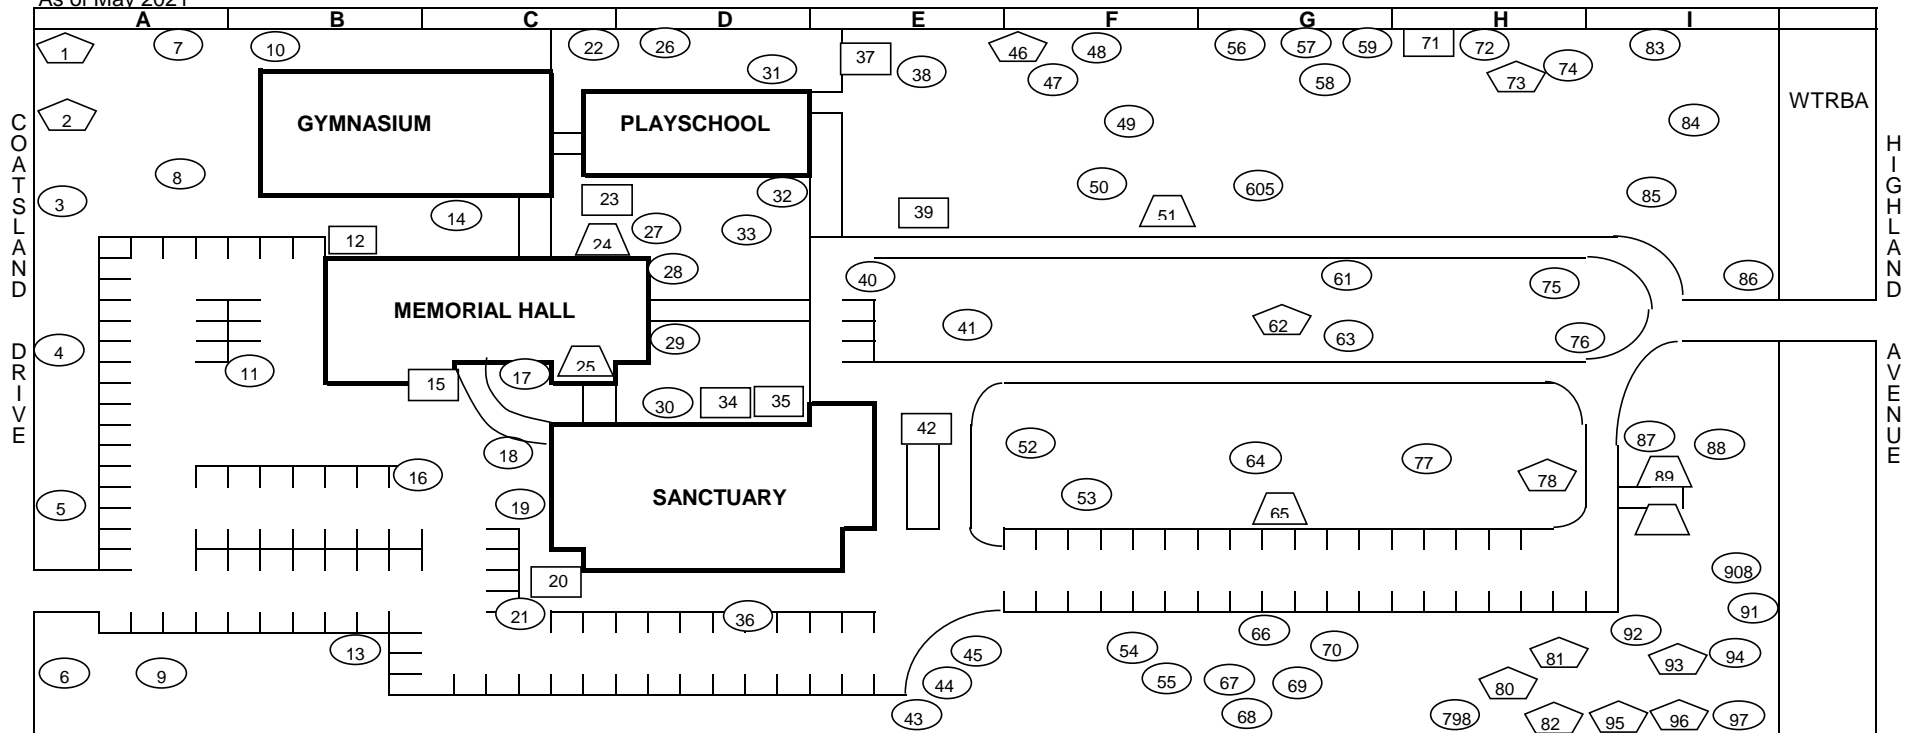 As of May 2021
A B C D E F G H I
1 7 10 22 26 31 37 38 46 47 48 56 57 58 59 71 72 73 74 83
WTRBA
2 GYMNASIUM PLAYSCHOOL 49 84
COATSLAND DRIVE
HIGHLAND AVENUE
3 8 14 23 32 39 50 605 51 85
12 24 27 33
28 40 61 75 86
MEMORIAL HALL 41 62 63 76
4 11 29
15 17 25 30 34 35 42
18 52 64 77 78 87 88 89
16
5 19 SANCTUARY 53 65
20 908
21 36 91
13 45 54 66 70 81 92 93 94
6 9 44 55 67 69 80
43 68 798 82 95 96 97